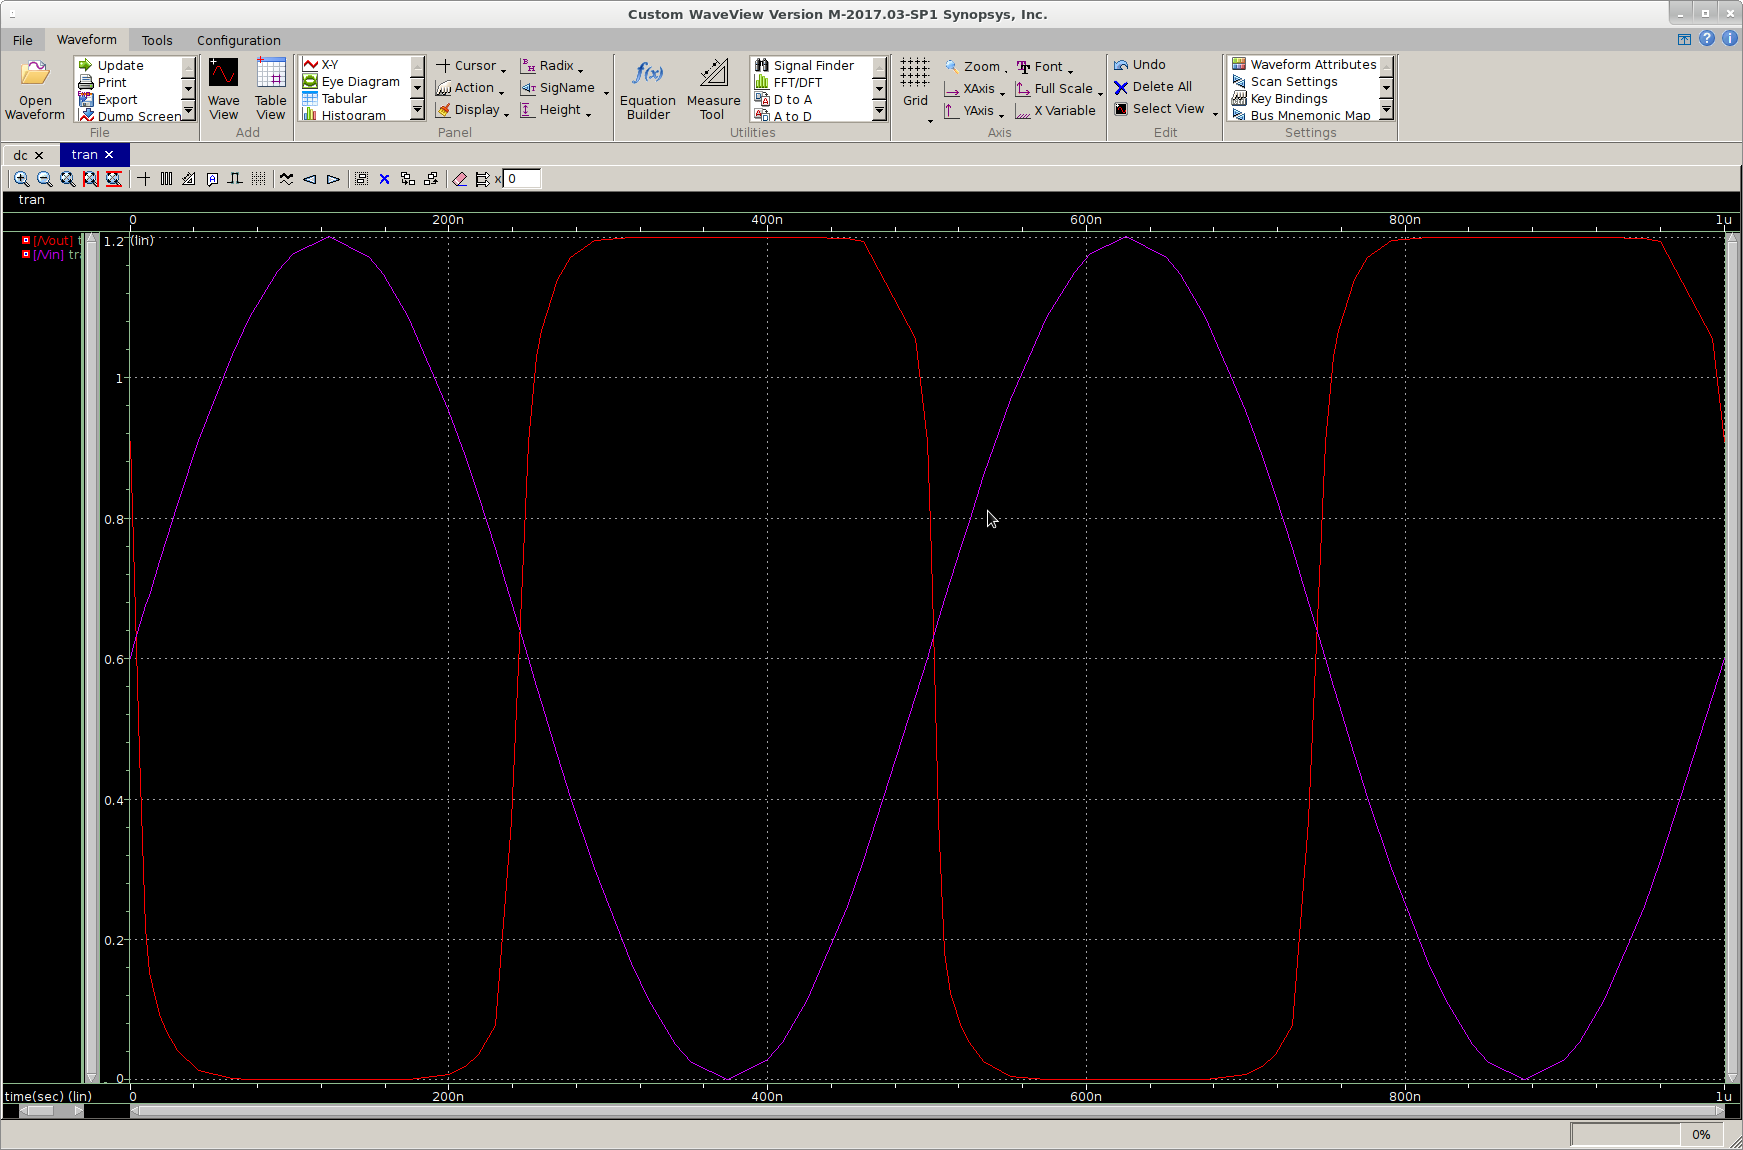 Custom WaveView Version M-2017.03-SP1 Synopsys, Inc.
File Waveform Tools Configuration
Open Waveform
Update
Print
Export
Dump Screen
File
Wave View
Table View
Add
X-Y
Eye Diagram
Tabular
Histogram
Cursor
Action
Display
Radix
SigName
Height
Panel
f(x)
Equation Builder
Measure Tool
Signal Finder
FFT/DFT
D to A
A to D
Utilities
Grid
Zoom
XAxis
YAxis
Font
Full Scale
X Variable
Axis
Undo
Delete All
Select View
Edit
Waveform Attributes
Scan Settings
Key Bindings
Bus Mnemonic Map
Settings
dc
tran
x 0
tran
0 200n 400n 600n 800n 1u
[/Vout] t
[/Vin] tr
1.2 (lin)
1
0.8
0.6
0.4
0.2
0
time(sec) (lin) 0 200n 400n 600n 800n 1u
0%